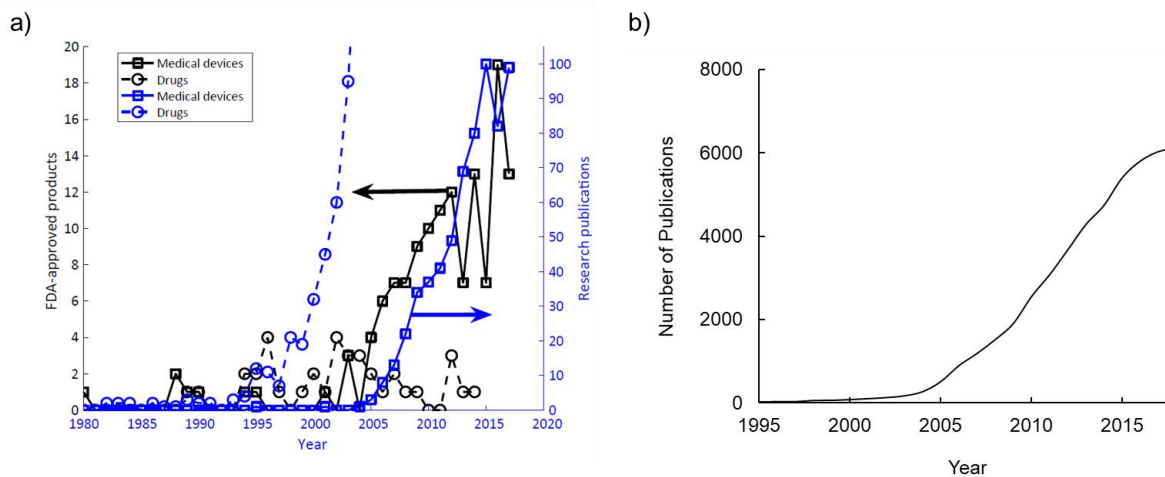 a)
20
18
16
14
12
10
8
6
4
2
0
FDA-approved products
Medical devices
Drugs
Medical devices
Drugs
100
90
80
70
60
50
40
30
20
10
0
Research publications
1980 1985 1990 1995 2000 2005 2010 2015 2020
Year
b)
8000
6000
4000
2000
0
Number of Publications
1995 2000 2005 2010 2015
Year